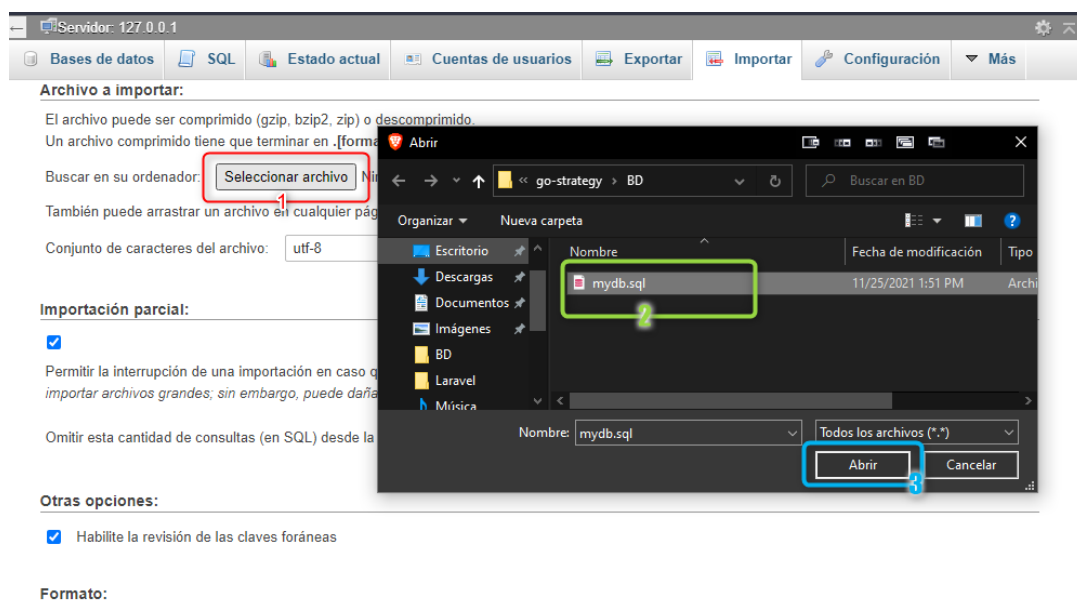 Servidor: 127.0.0.1
Bases de datos SQL Estado actual Cuentas de usuarios Exportar Importar Configuración Más
Archivo a importar:
El archivo puede ser comprimido (gzip, bzip2, zip) o descomprimido.
Un archivo comprimido tiene que terminar en .[forma
Buscar en su ordenador: Seleccionar archivo Nin
1
También puede arrastrar un archivo en cualquier pág
Conjunto de caracteres del archivo: utf-8
Importación parcial:
Permitir la interrupción de una importación en caso q
importar archivos grandes; sin embargo, puede daña
Omitir esta cantidad de consultas (en SQL) desde la
Otras opciones:
Habilite la revisión de las claves foráneas
Formato:
Abrir
« go-strategy › BD
Buscar en BD
Organizar Nueva carpeta
Escritorio
Descargas
Documentos
Imágenes
BD
Laravel
Música
Nombre Fecha de modificación Tipo
mydb.sql 11/25/2021 1:51 PM Archi
2
Nombre: mydb.sql Todos los archivos (*.*)
Abrir Cancelar
3